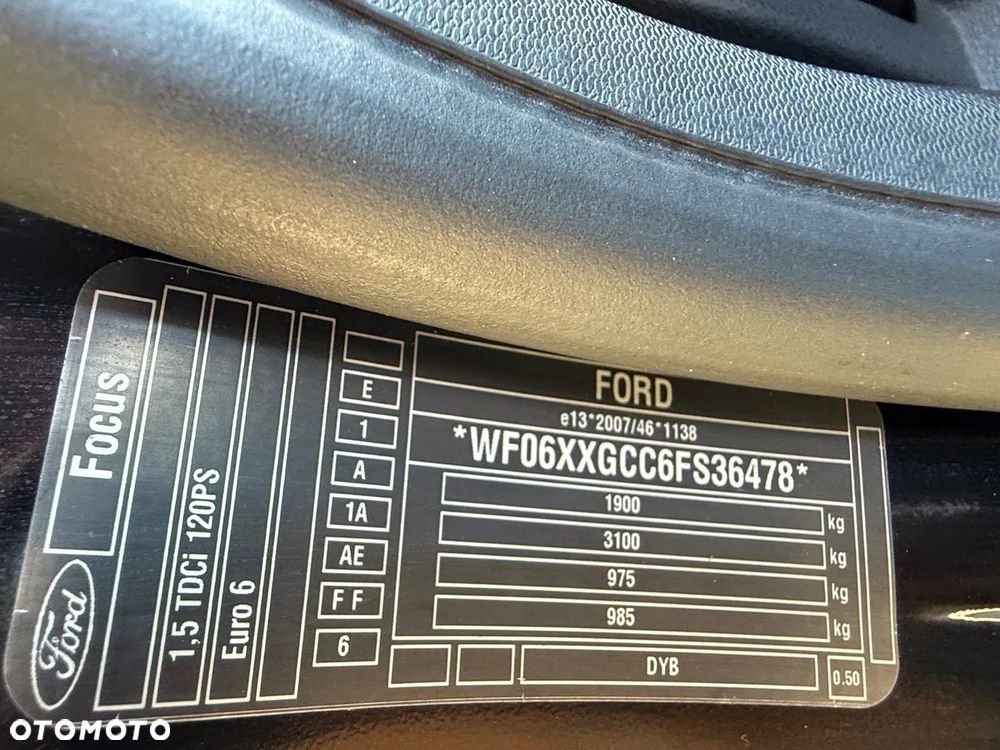 FORD
e13*2007/46*1138
*WF06XXGCC6FS36478*
1900 kg
3100 kg
975 kg
985 kg
DYB
0.50
E
1
A
1A
AE
F F
6
Focus
1,5 TDCi 120PS
Euro 6
Ford
OTOMOTO